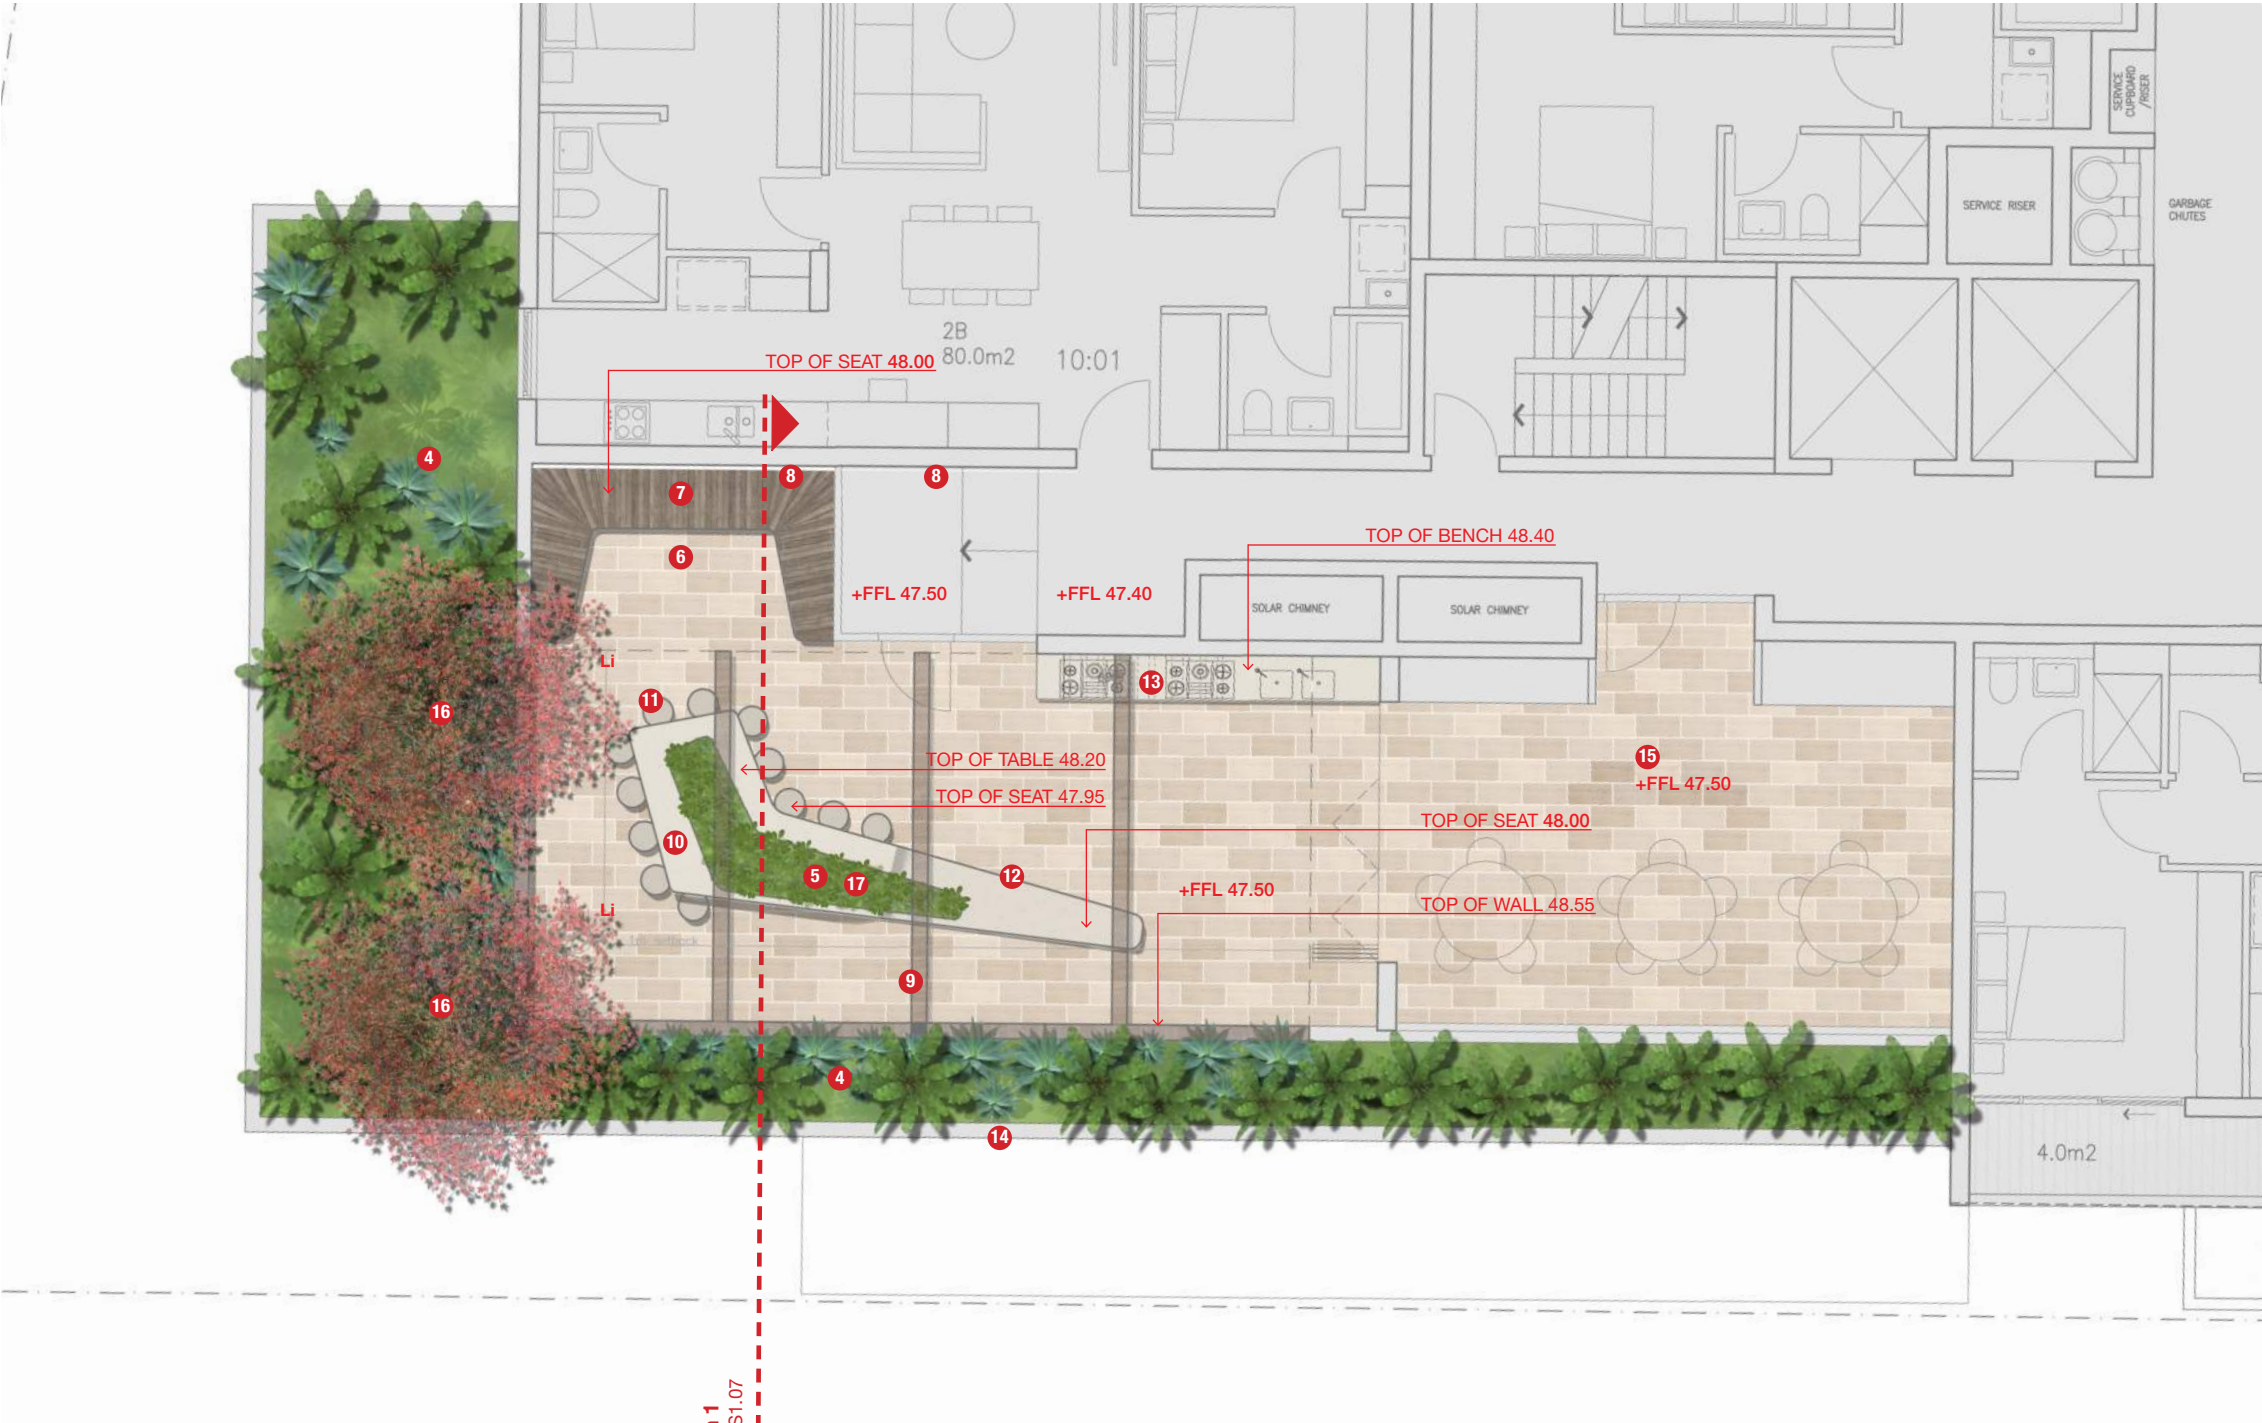 SERVICE
CUPBOARD
/RISER
SERVICE RISER
GARBAGE
CHUTES
2B
80.0m2
10:01
TOP OF SEAT 48.00
4
7
8
8
6
TOP OF BENCH 48.40
+FFL 47.50
+FFL 47.40
SOLAR CHIMNEY
SOLAR CHIMNEY
Li
11
13
16
15
+FFL 47.50
TOP OF TABLE 48.20
TOP OF SEAT 47.95
TOP OF SEAT 48.00
10
5
17
12
+FFL 47.50
TOP OF WALL 48.55
Li
9
16
4
14
4.0m2
1
S1.07